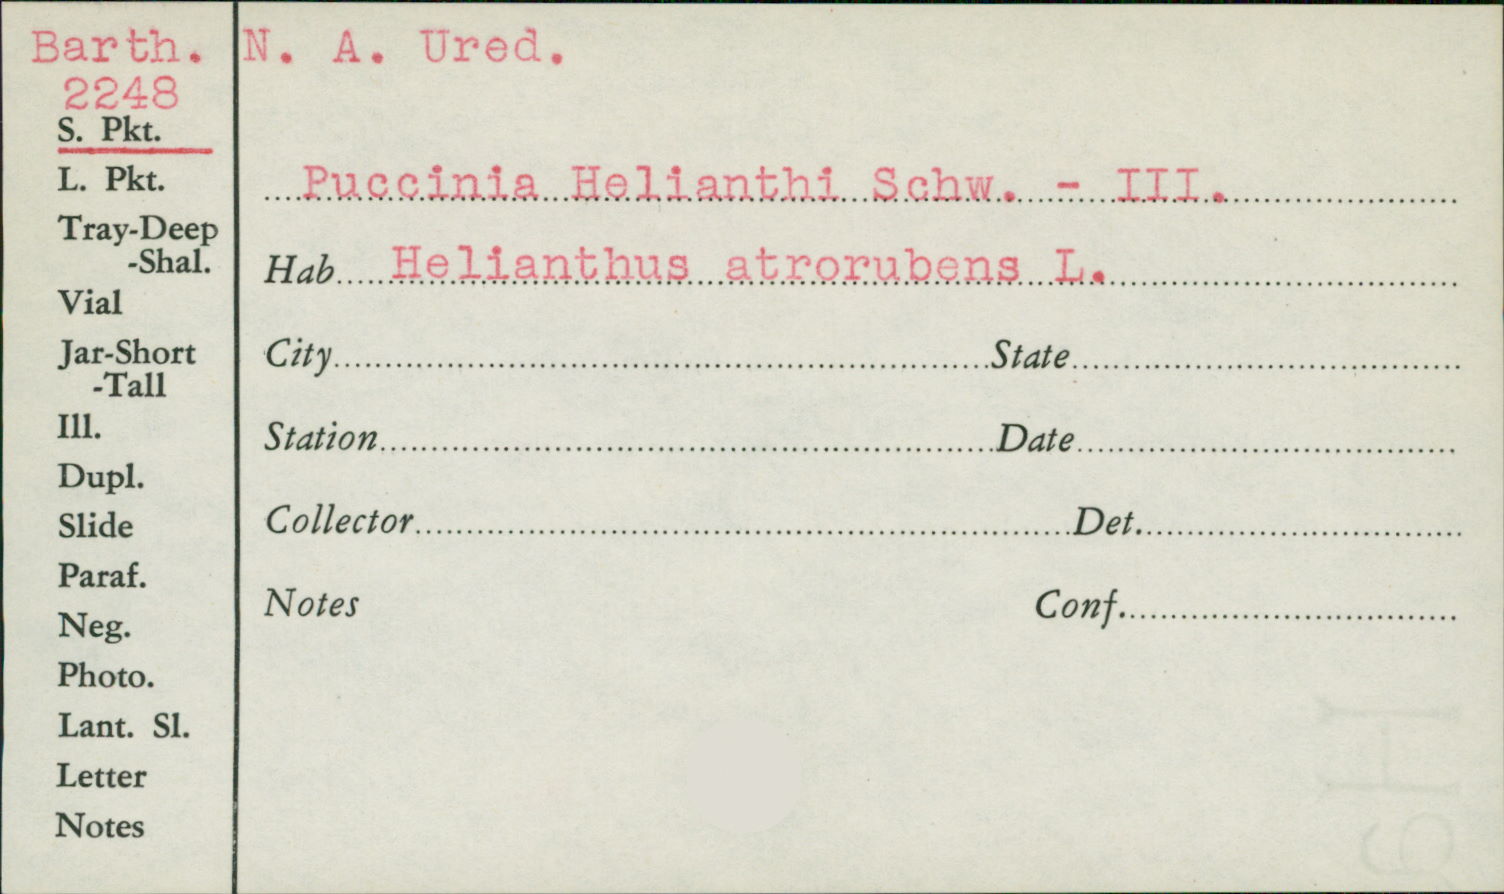 Barth. N. A. Ured.
2248
S. Pkt.
L. Pkt.
Tray-Deep
-Shal.
Vial
Jar-Short
-Tall
Ill.
Dupl.
Slide
Paraf.
Neg.
Photo.
Lant. Sl.
Letter
Notes
Puccinia Helianthi Schw. - III.
Hab Helianthus atrorubens L.
City State
Station Date
Collector Det.
Notes Conf.